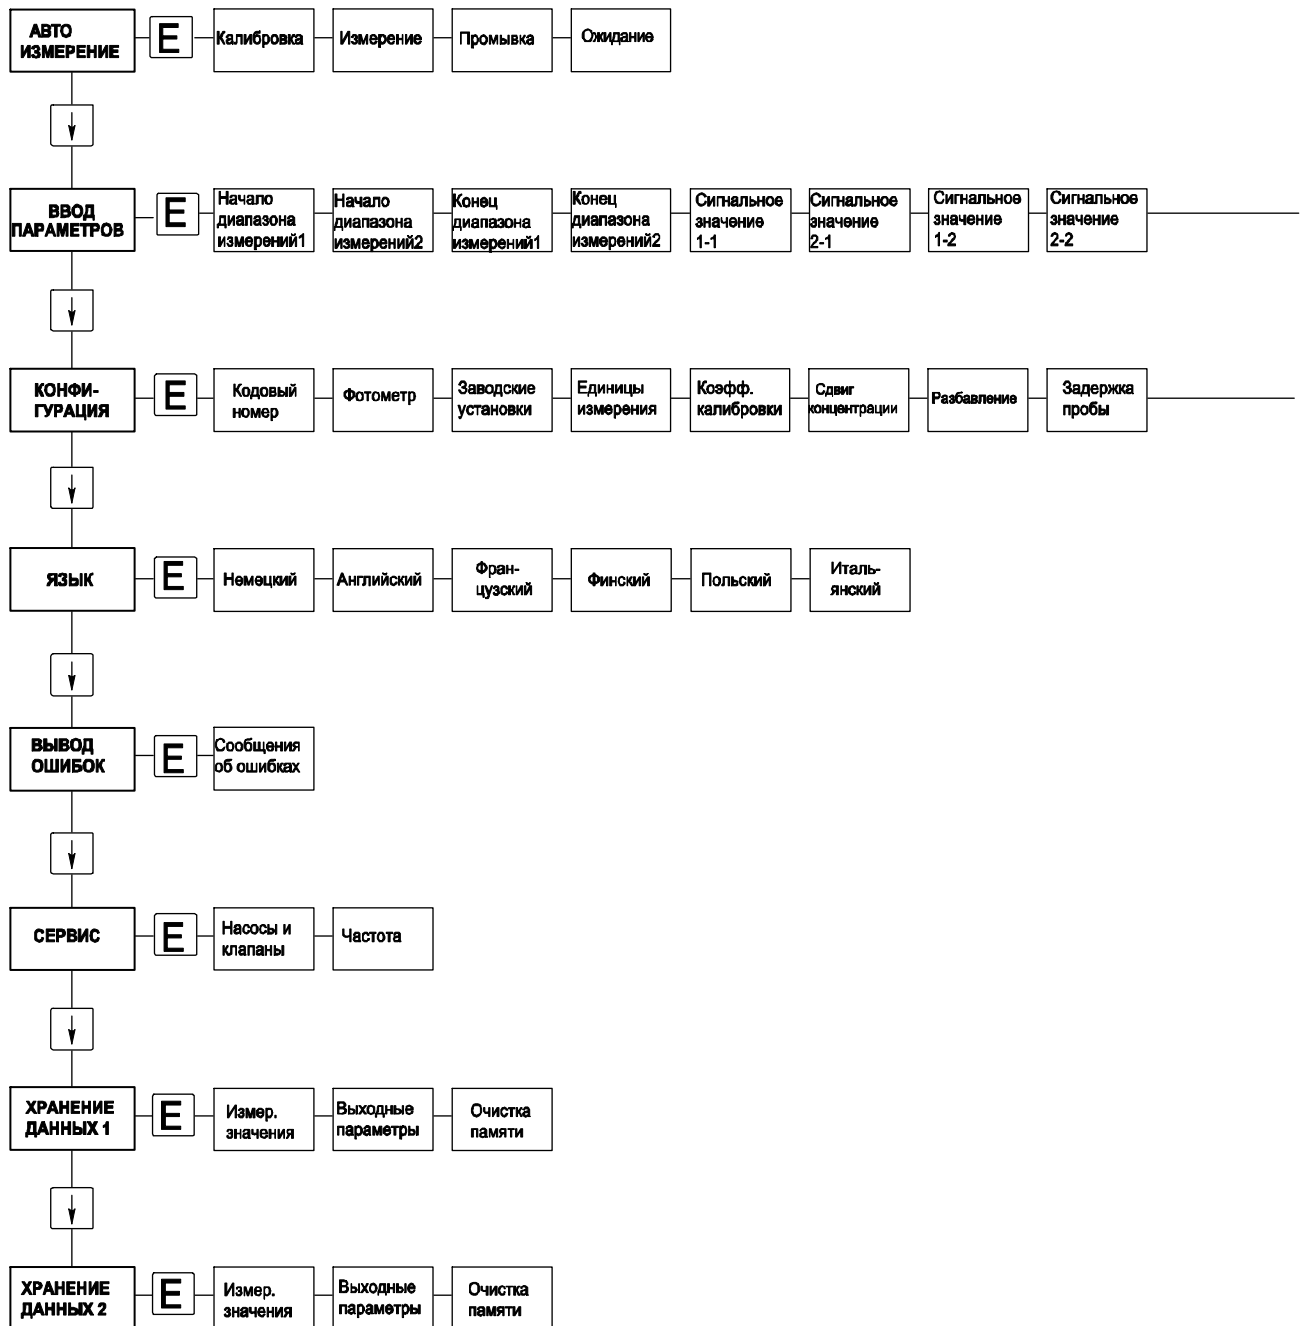 АВТО
ИЗМЕРЕНИЕ
E
Калибровка
Измерение
Промывка
Ожидание
↓
ВВОД
ПАРАМЕТРОВ
E
Начало
диапазона
измерений1
Начало
диапазона
измерений2
Конец
диапазона
измерений1
Конец
диапазона
измерений2
Сигнальное
значение
1-1
Сигнальное
значение
2-1
Сигнальное
значение
1-2
Сигнальное
значение
2-2
↓
КОНФИ-
ГУРАЦИЯ
E
Кодовый
номер
Фотометр
Заводские
установки
Единицы
измерения
Коэфф.
калибровки
Сдвиг
концентрации
Разбавление
Задержка
пробы
↓
ЯЗЫК
E
Немецкий
Английский
Фран-
цузский
Финский
Польский
Италь-
янский
↓
ВЫВОД
ОШИБОК
E
Сообщения
об ошибках
↓
СЕРВИС
E
Насосы и
клапаны
Частота
↓
ХРАНЕНИЕ
ДАННЫХ 1
E
Измер.
значения
Выходные
параметры
Очистка
памяти
↓
ХРАНЕНИЕ
ДАННЫХ 2
E
Измер.
значения
Выходные
параметры
Очистка
памяти